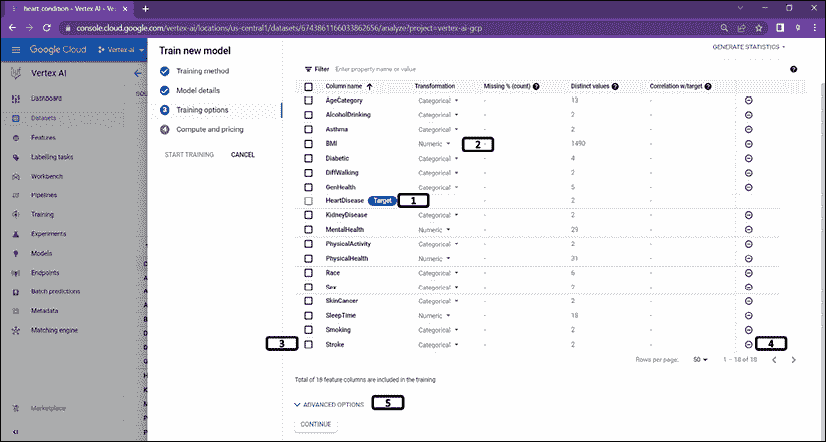 heart_condition - Vertex AI - Ve
console.cloud.google.com/vertex-ai/locations/us-central1/datasets/6743861166033862656/analyze?project=vertex-ai-gcp
Google Cloud
Vertex-ai
Train new model
GENERATE STATISTICS
Vertex AI
Training method
Model details
3 Training options
4 Compute and pricing
START TRAINING CANCEL
Dashboard
Datasets
Features
Labelling tasks
Workbench
Pipelines
Training
Experiments
Models
Endpoints
Batch predictions
Metadata
Matching engine
Marketplace
Filter Enter property name or value
Column name Transformation Missing % (count) Distinct values Correlation w/target
AgeCategory Categorical - 13 -
AlcoholDrinking Categorical - 2 -
Asthma Categorical - 2 -
BMI Numeric 2 - 1490 -
Diabetic Categorical - 4 -
DiffWalking Categorical - 2 -
GenHealth Categorical - 5 -
HeartDisease Target 1 - 2 -
KidneyDisease Categorical - 2 -
MentalHealth Numeric - 29 -
PhysicalActivity Categorical - 2 -
PhysicalHealth Numeric - 31 -
Race Categorical - 6 -
Sex Categorical - 2 -
SkinCancer Categorical - 2 -
SleepTime Numeric - 18 -
Smoking Categorical - 2 -
3 Stroke Categorical - 2 - 4
Rows per page: 50 1 – 18 of 18
Total of 18 feature columns are included in the training
ADVANCED OPTIONS 5
CONTINUE